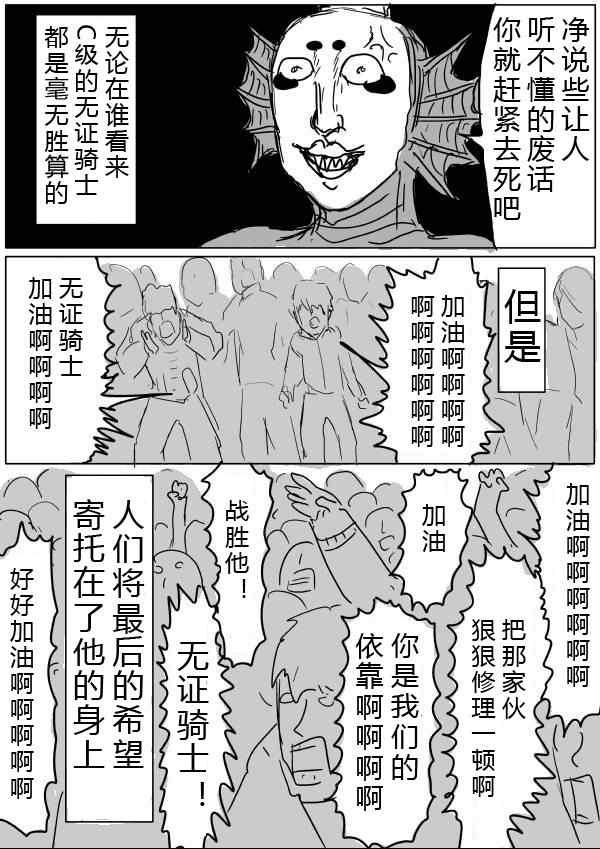 净说些让人
听不懂的废话
你就赶紧去死吧
无论在谁看来
C级的无证骑士
都是毫无胜算的
但是
加油啊啊啊啊
啊啊啊啊啊啊
无证骑士
加油啊啊啊啊
加油啊啊啊啊啊啊
把那家伙
狠狠修理一顿啊
加油
你是我们的
依靠啊啊啊啊
战胜他！
无证骑士！
人们将最后的希望
寄托在了他的身上
好好加油啊啊啊啊啊